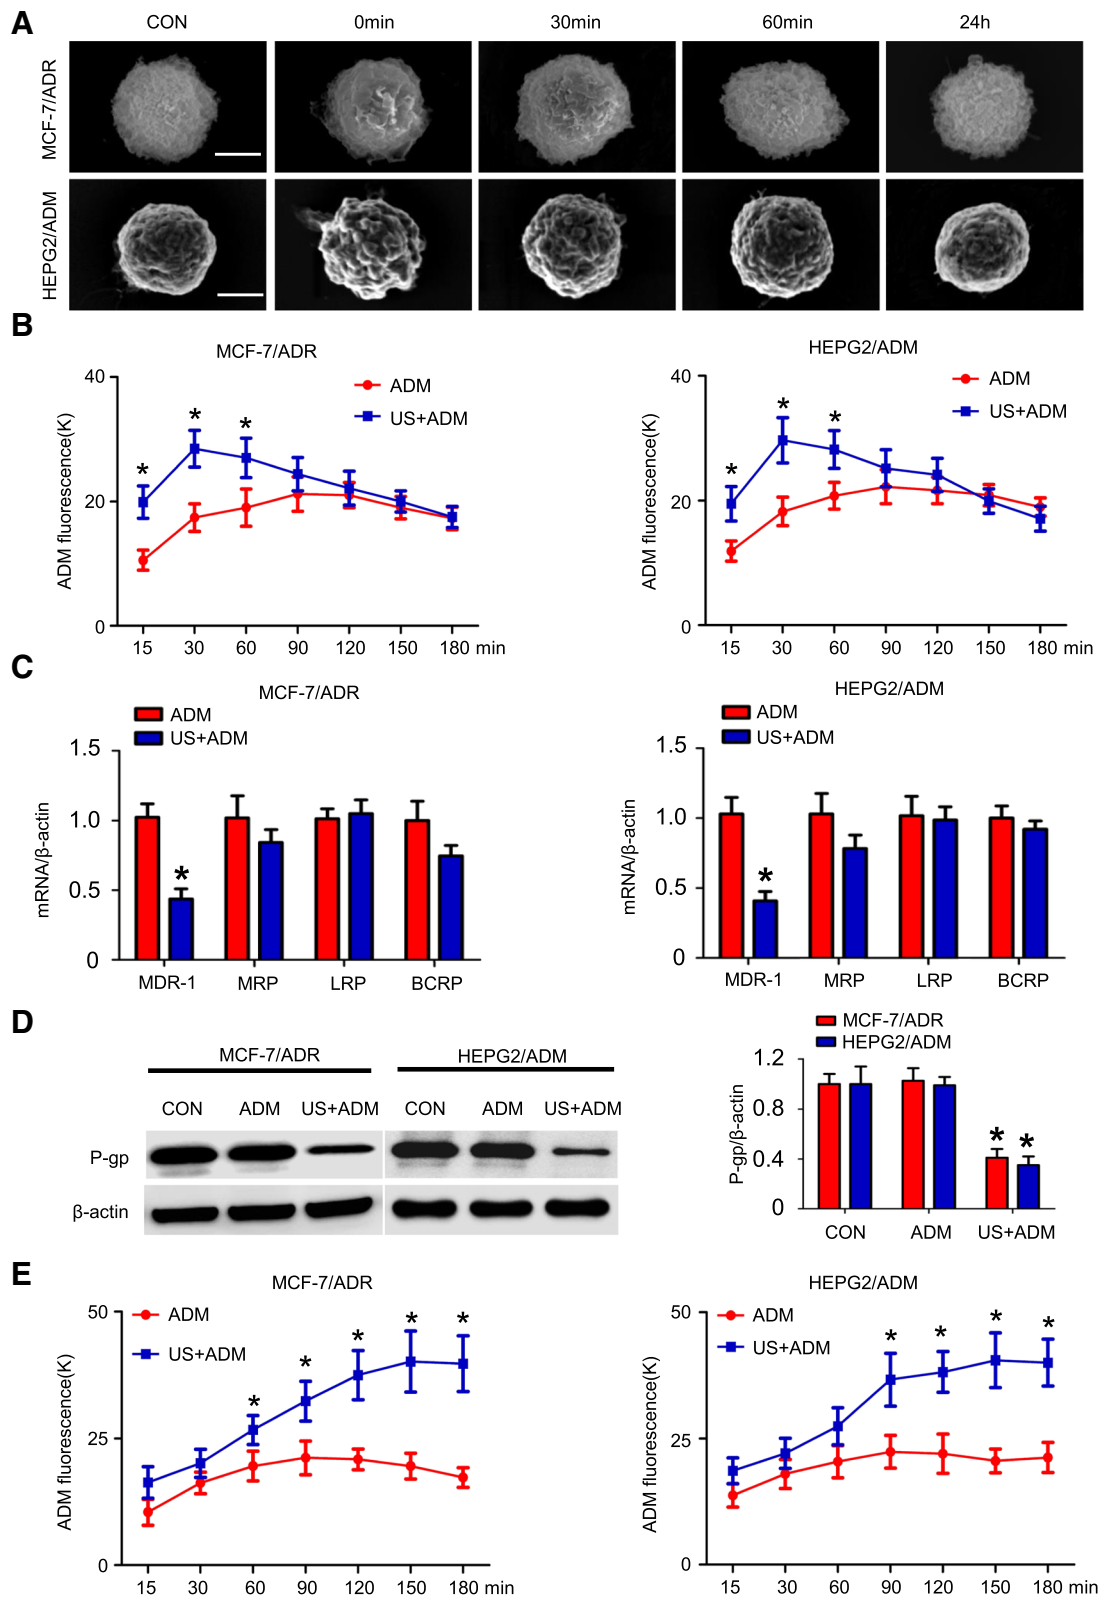 A
CON 0min 30min 60min 24h
MCF-7/ADR
HEPG2/ADM
B
MCF-7/ADR
ADM fluorescence(K)
40
20
0
ADM
US+ADM
* * *
15 30 60 90 120 150 180 min
HEPG2/ADM
ADM fluorescence(K)
40
20
0
ADM
US+ADM
* * *
15 30 60 90 120 150 180 min
C
MCF-7/ADR
ADM
US+ADM
mRNA/β-actin
1.5
1.0
0.5
0
*
MDR-1 MRP LRP BCRP
HEPG2/ADM
ADM
US+ADM
mRNA/β-actin
1.5
1.0
0.5
0
*
MDR-1 MRP LRP BCRP
D
MCF-7/ADR HEPG2/ADM
CON ADM US+ADM CON ADM US+ADM
P-gp
β-actin
MCF-7/ADR
HEPG2/ADM
P-gp/β-actin
1.2
0.8
0.4
0
* *
CON ADM US+ADM
E
MCF-7/ADR
ADM fluorescence(K)
50
25
0
ADM
US+ADM
* * * * *
15 30 60 90 120 150 180 min
HEPG2/ADM
ADM fluorescence(K)
50
25
0
ADM
US+ADM
* * * *
15 30 60 90 120 150 180 min